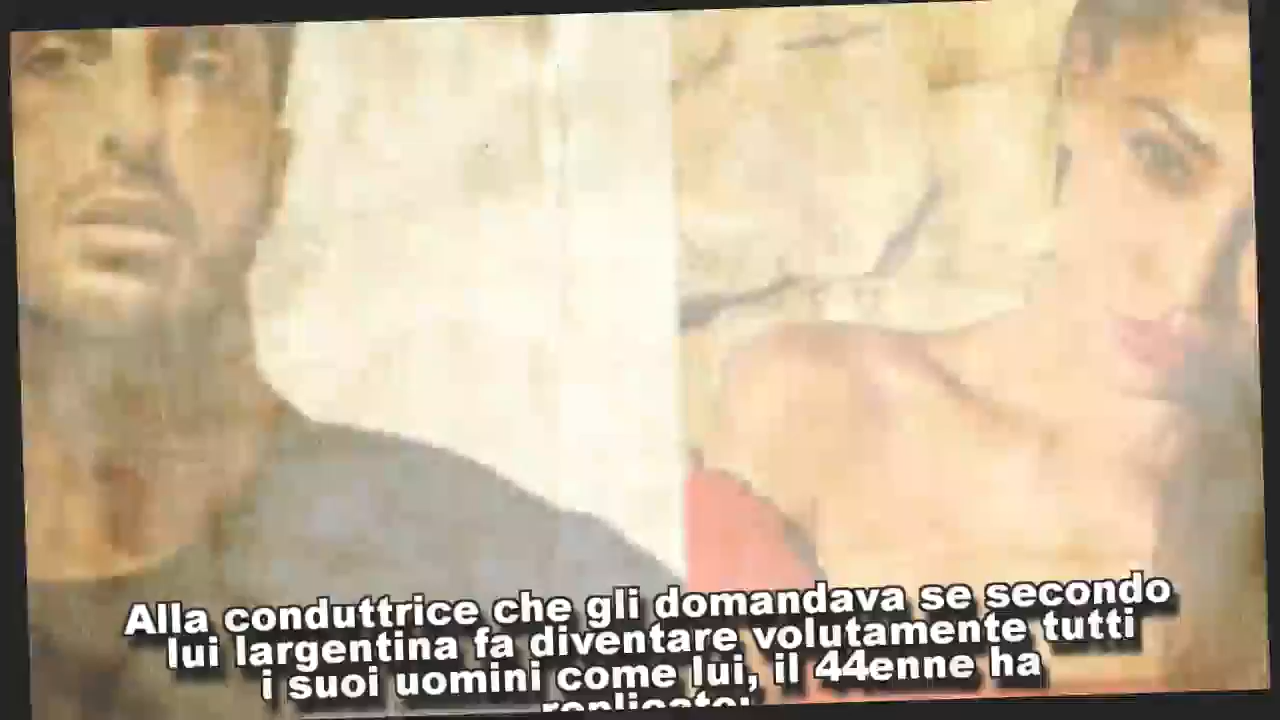 Alla conduttrice che gli domandava se secondo
lui largentina fa diventare volutamente tutti
i suoi uomini come lui, il 44enne ha
replicato: